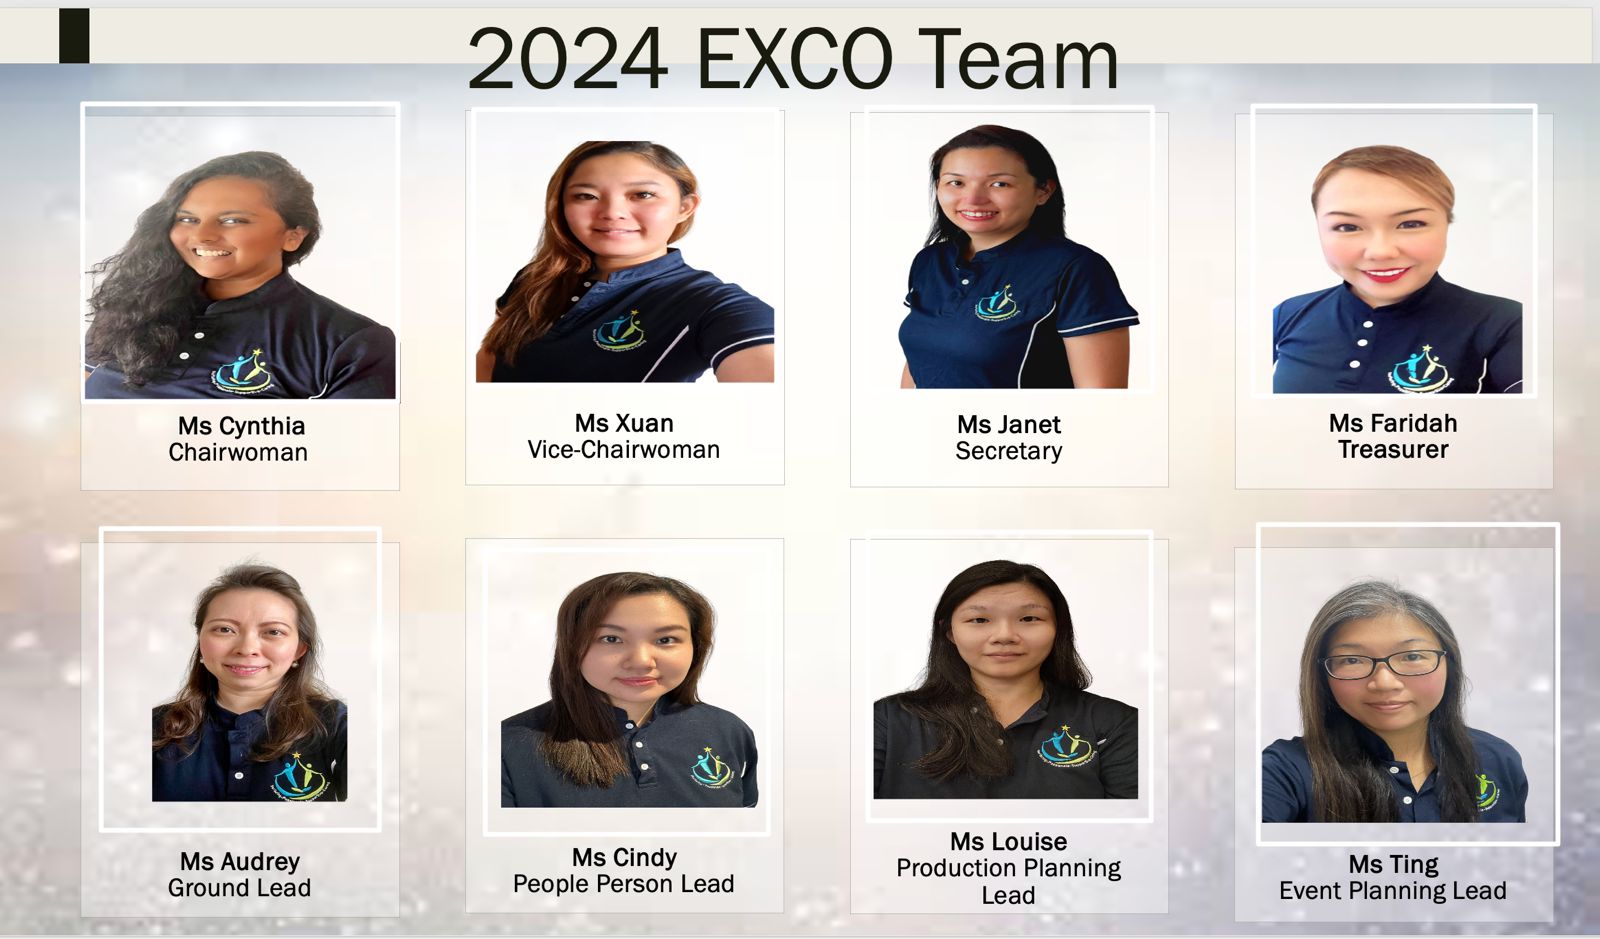 2024 EXCO Team
Ms Cynthia
Chairwoman
Ms Xuan
Vice-Chairwoman
Ms Janet
Secretary
Ms Faridah
Treasurer
Ms Audrey
Ground Lead
Ms Cindy
People Person Lead
Ms Louise
Production Planning
Lead
Ms Ting
Event Planning Lead